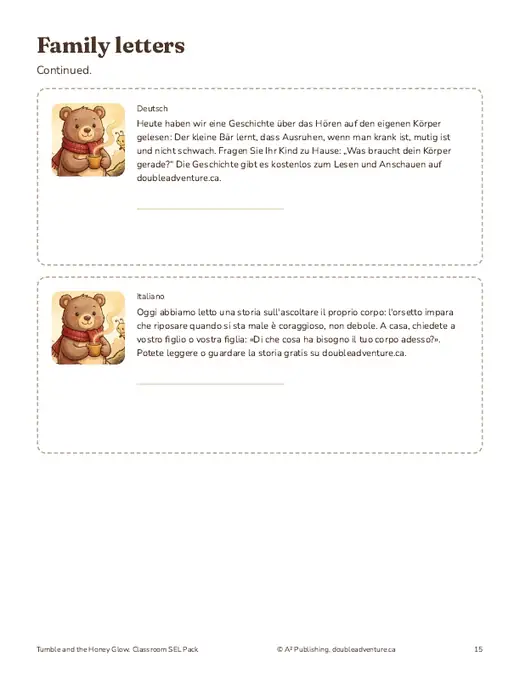 Family letters
Continued.
Deutsch
Heute haben wir eine Geschichte über das Hören auf den eigenen Körper
gelesen: Der kleine Bär lernt, dass Ausruhen, wenn man krank ist, mutig ist
und nicht schwach. Fragen Sie Ihr Kind zu Hause: „Was braucht dein Körper
gerade?“ Die Geschichte gibt es kostenlos zum Lesen und Anschauen auf
doubleadventure.ca.
Italiano
Oggi abbiamo letto una storia sull'ascoltare il proprio corpo: l'orsetto impara
che riposare quando si sta male è coraggioso, non debole. A casa, chiedete a
vostro figlio o vostra figlia: «Di che cosa ha bisogno il tuo corpo adesso?».
Potete leggere o guardare la storia gratis su doubleadventure.ca.
Tumble and the Honey Glow. Classroom SEL Pack
© A² Publishing, doubleadventure.ca
15